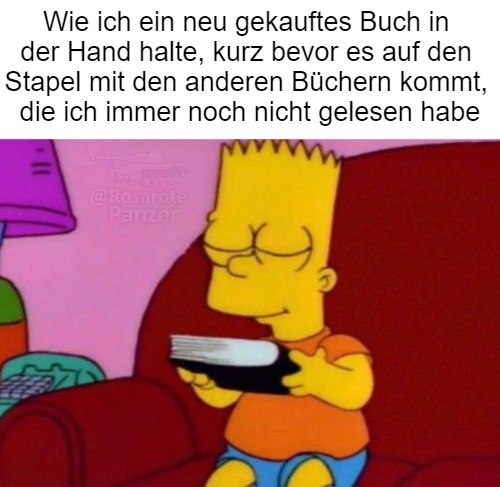 Wie ich ein neu gekauftes Buch in
der Hand halte, kurz bevor es auf den
Stapel mit den anderen Büchern kommt,
die ich immer noch nicht gelesen habe
@Rosarote
Panzer